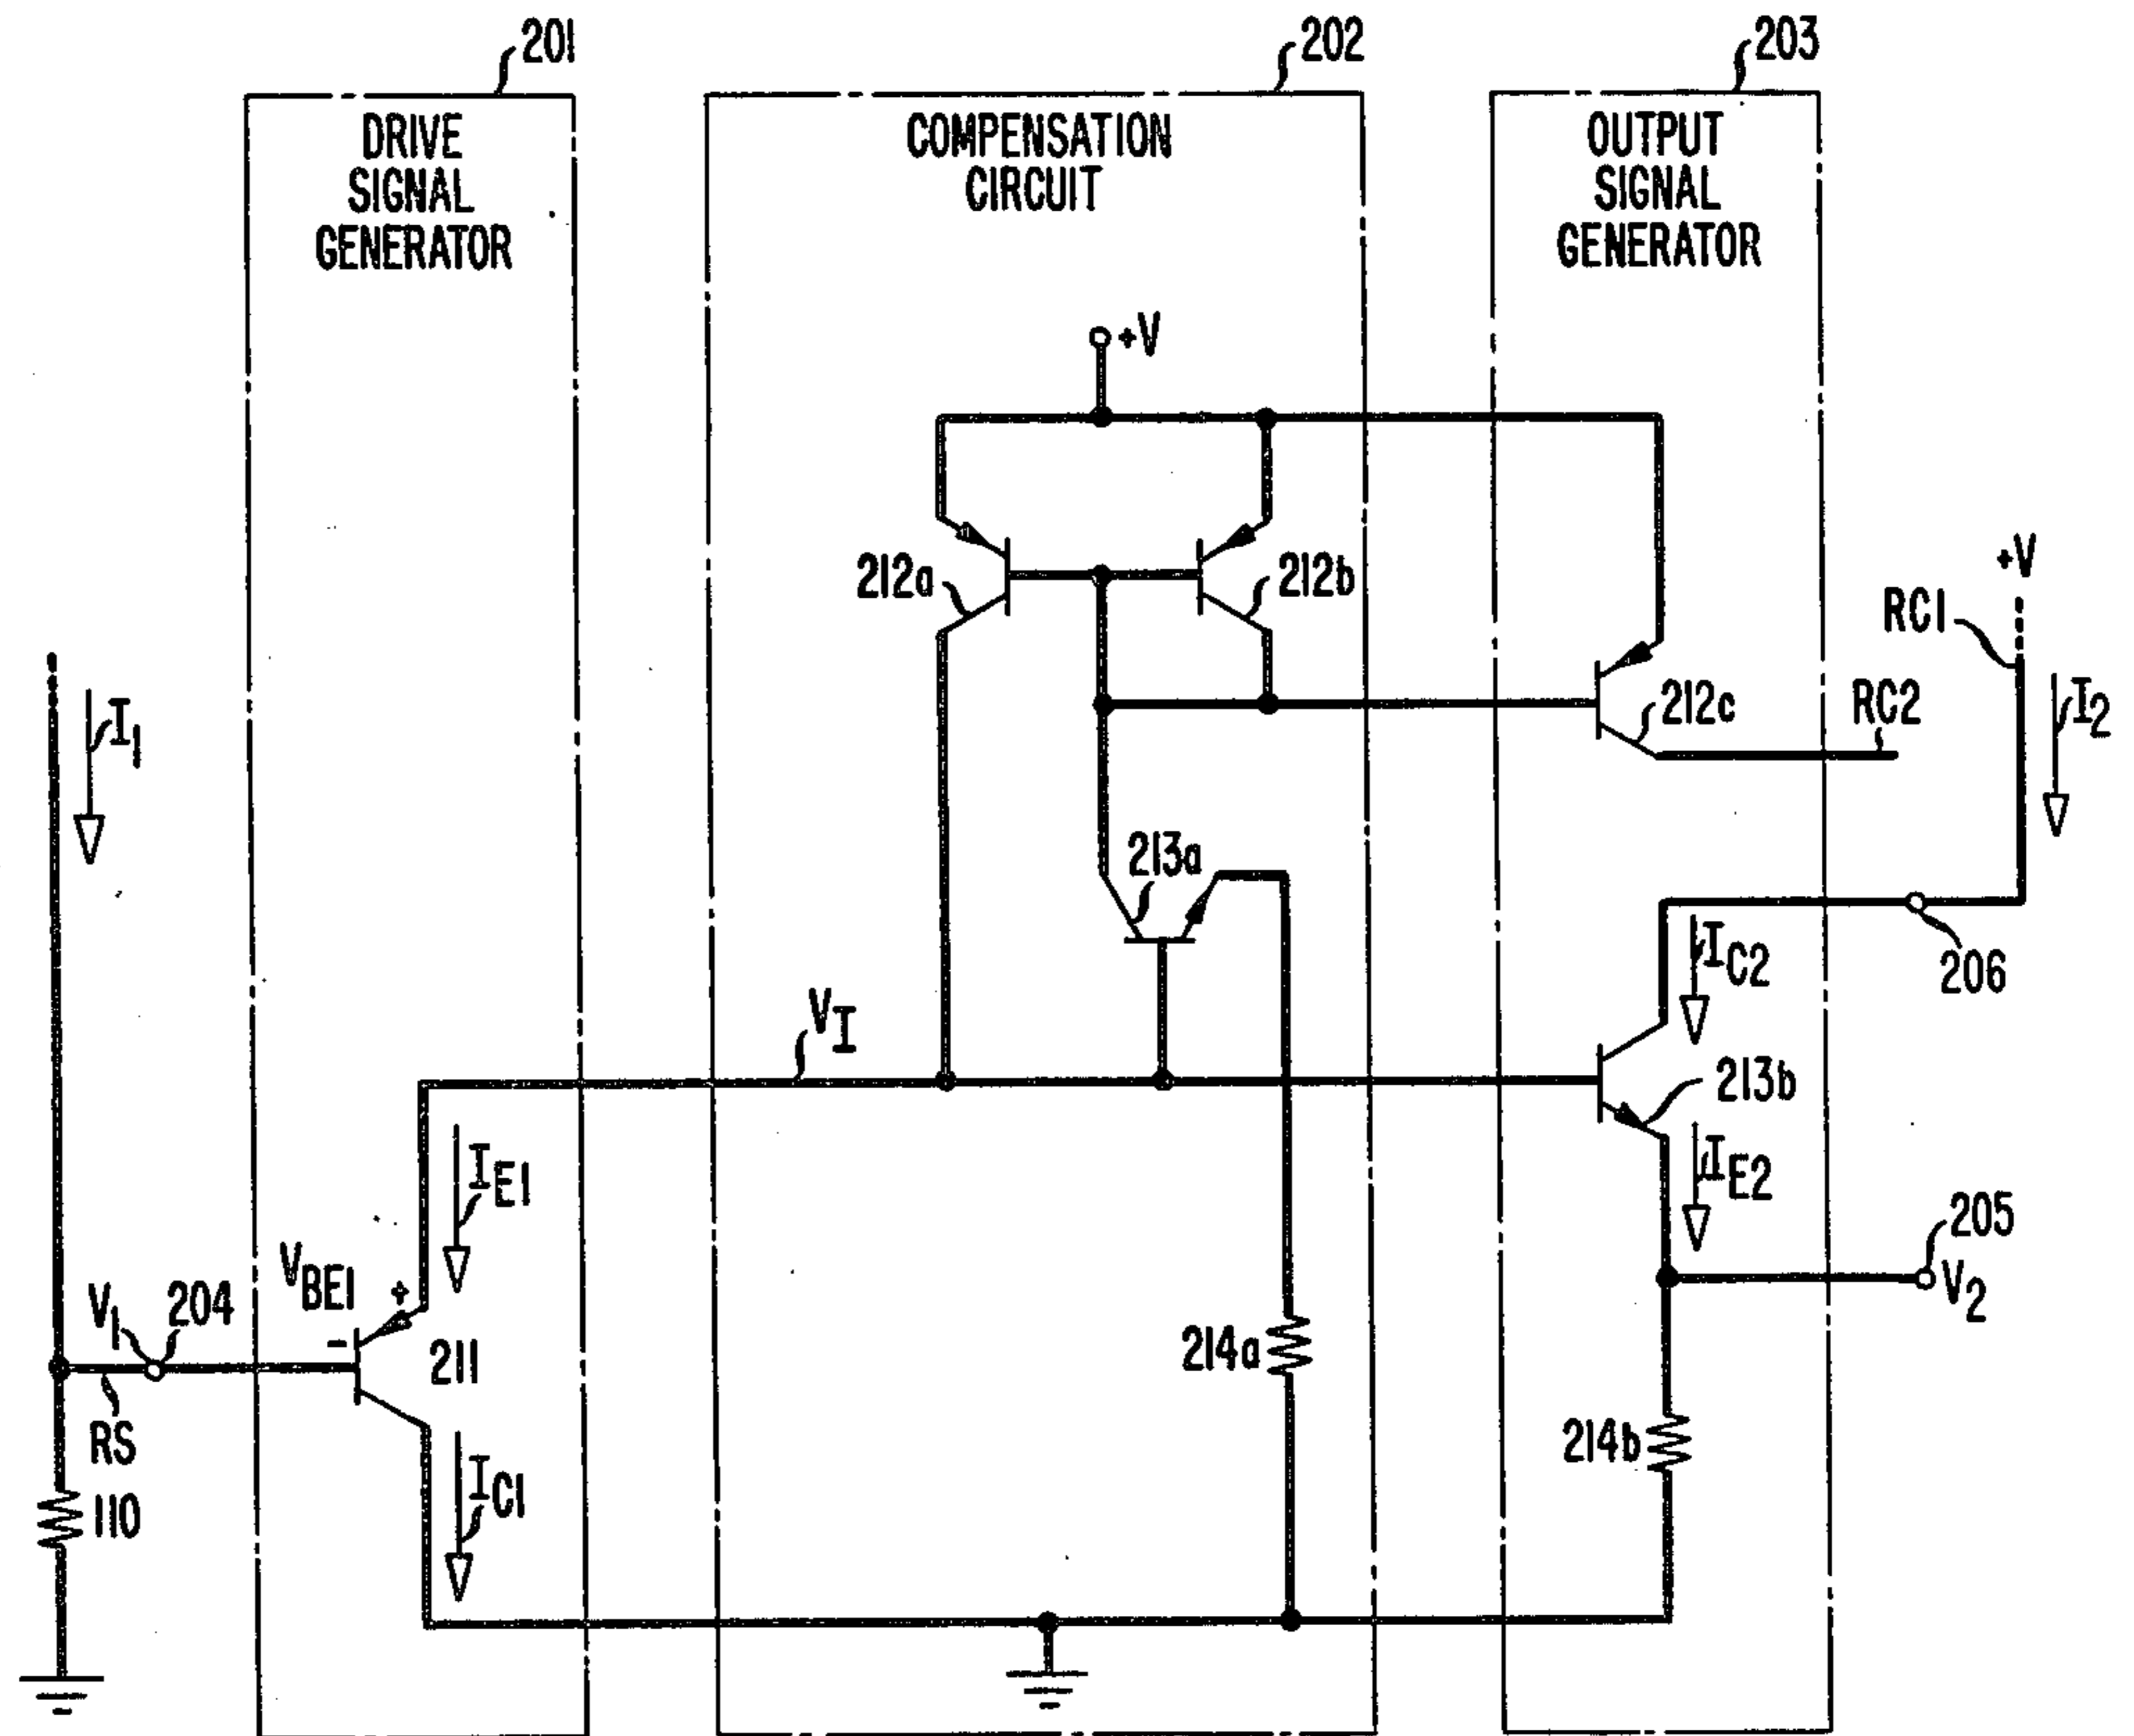 201
202
203
DRIVE
SIGNAL
GENERATOR
COMPENSATION
CIRCUIT
OUTPUT
SIGNAL
GENERATOR
+V
212a
212b
+V
RC1
I1
212c
RC2
I2
213a
IC2
206
VI
213b
IE1
IE2
205
VBE1
+
V1
204
-
211
V2
214a
RS
214b
110
IC1